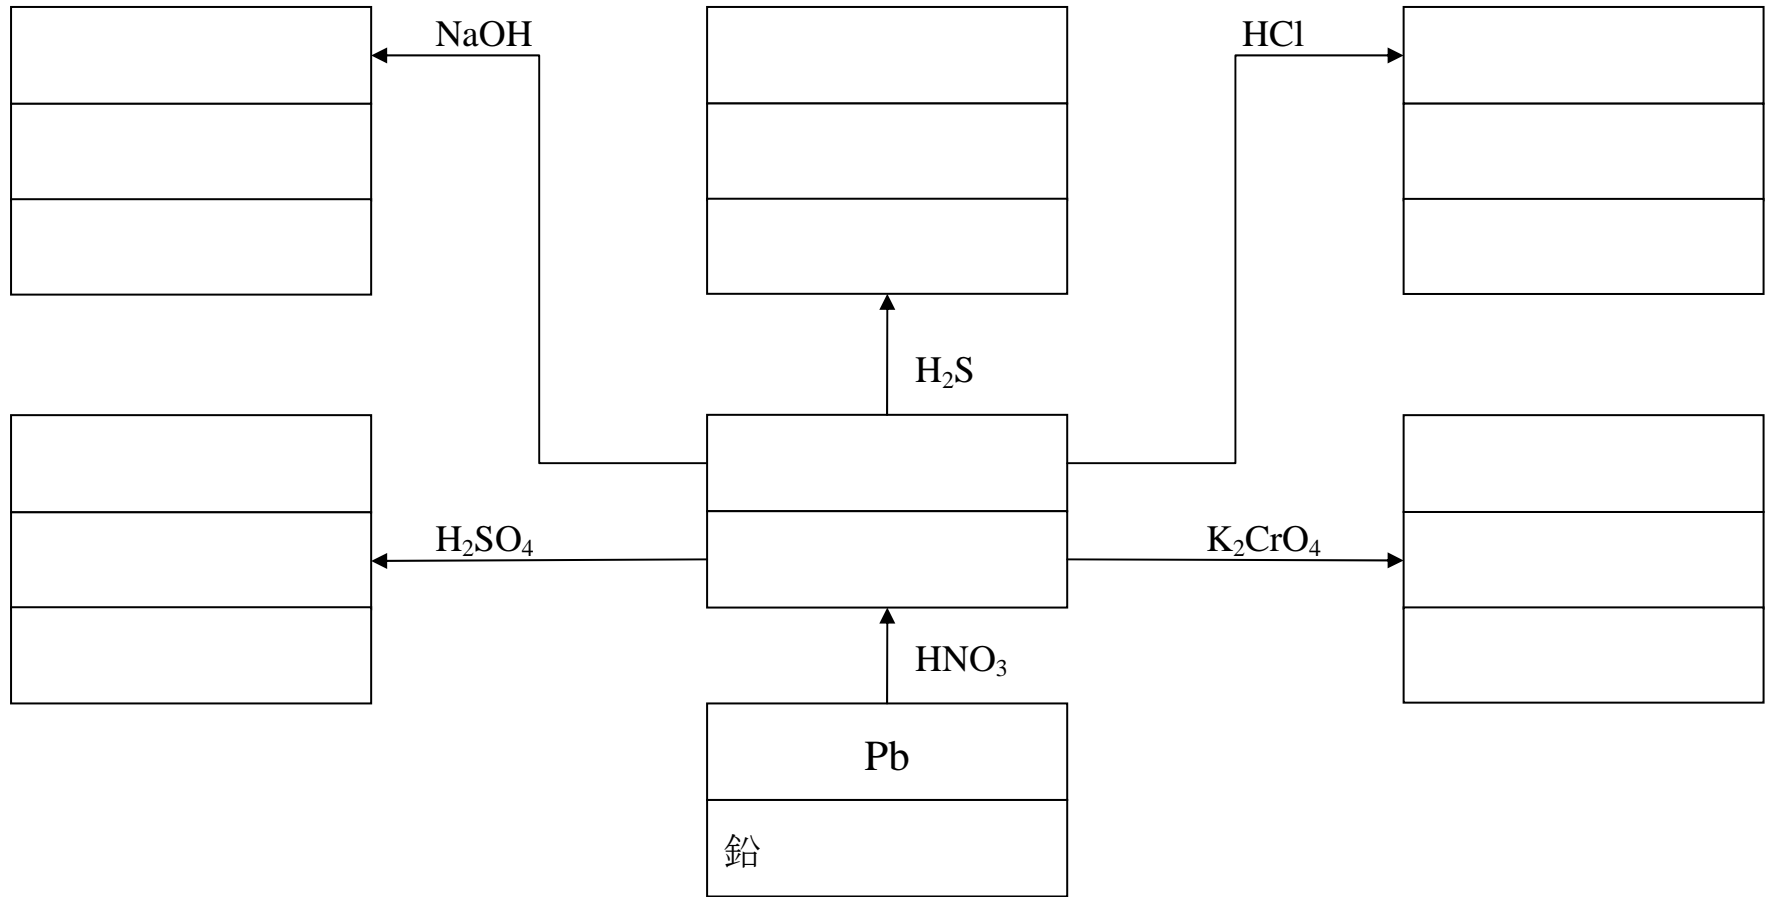 NaOH
HCl
H₂S
H₂SO₄
K₂CrO₄
HNO₃
Pb
鉛